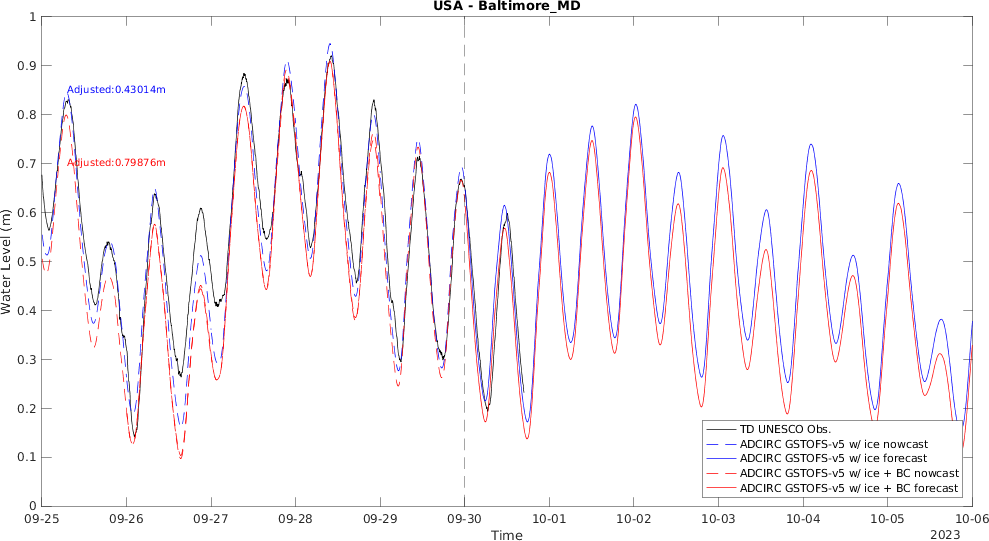 USA - Baltimore_MD
Water Level (m)
1
0.9
0.8
0.7
0.6
0.5
0.4
0.3
0.2
0.1
0
Adjusted:0.43014m
Adjusted:0.79876m
TD UNESCO Obs.
ADCIRC GSTOFS-v5 w/ ice nowcast
ADCIRC GSTOFS-v5 w/ ice forecast
ADCIRC GSTOFS-v5 w/ ice + BC nowcast
ADCIRC GSTOFS-v5 w/ ice + BC forecast
09-25 09-26 09-27 09-28 09-29 09-30 10-01 10-02 10-03 10-04 10-05 10-06
Time
2023